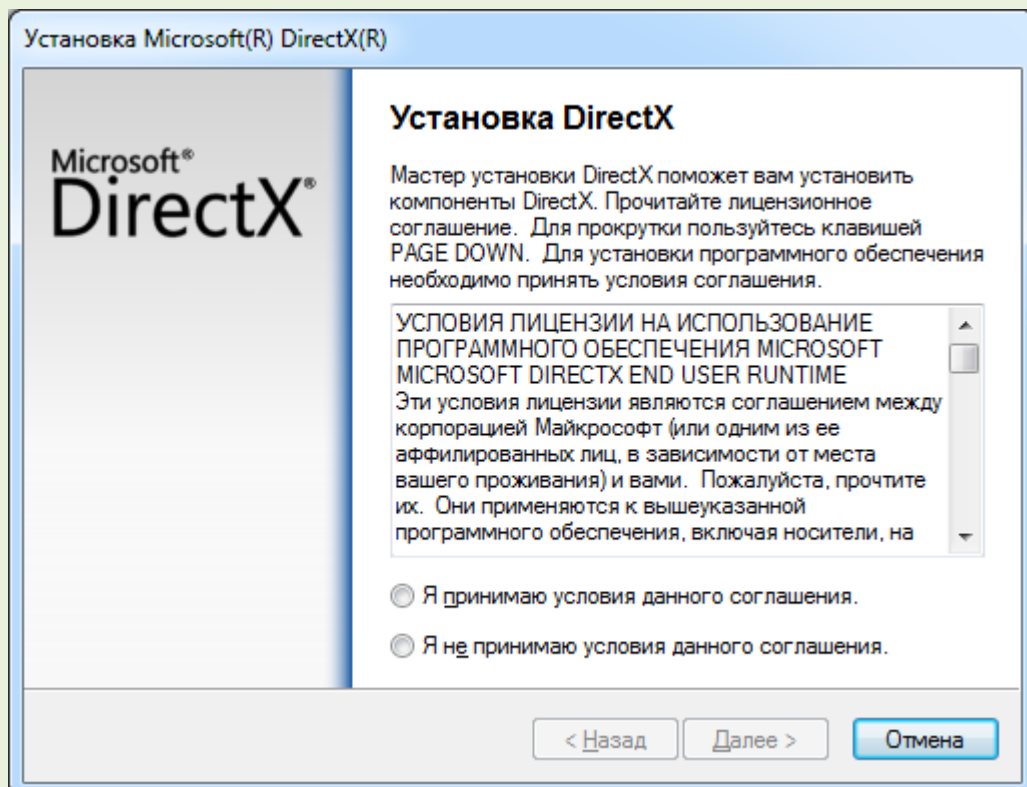 Установка Microsoft(R) DirectX(R)
Microsoft®
DirectX®
Установка DirectX
Мастер установки DirectX поможет вам установить
компоненты DirectX. Прочитайте лицензионное
соглашение. Для прокрутки пользуйтесь клавишей
PAGE DOWN. Для установки программного обеспечения
необходимо принять условия соглашения.
УСЛОВИЯ ЛИЦЕНЗИИ НА ИСПОЛЬЗОВАНИЕ
ПРОГРАММНОГО ОБЕСПЕЧЕНИЯ MICROSOFT
MICROSOFT DIRECTX END USER RUNTIME
Эти условия лицензии являются соглашением между
корпорацией Майкрософт (или одним из ее
аффилированных лиц, в зависимости от места
вашего проживания) и вами. Пожалуйста, прочтите
их. Они применяются к вышеуказанной
программного обеспечения, включая носители, на
Я принимаю условия данного соглашения.
Я не принимаю условия данного соглашения.
< Назад
Далее >
Отмена